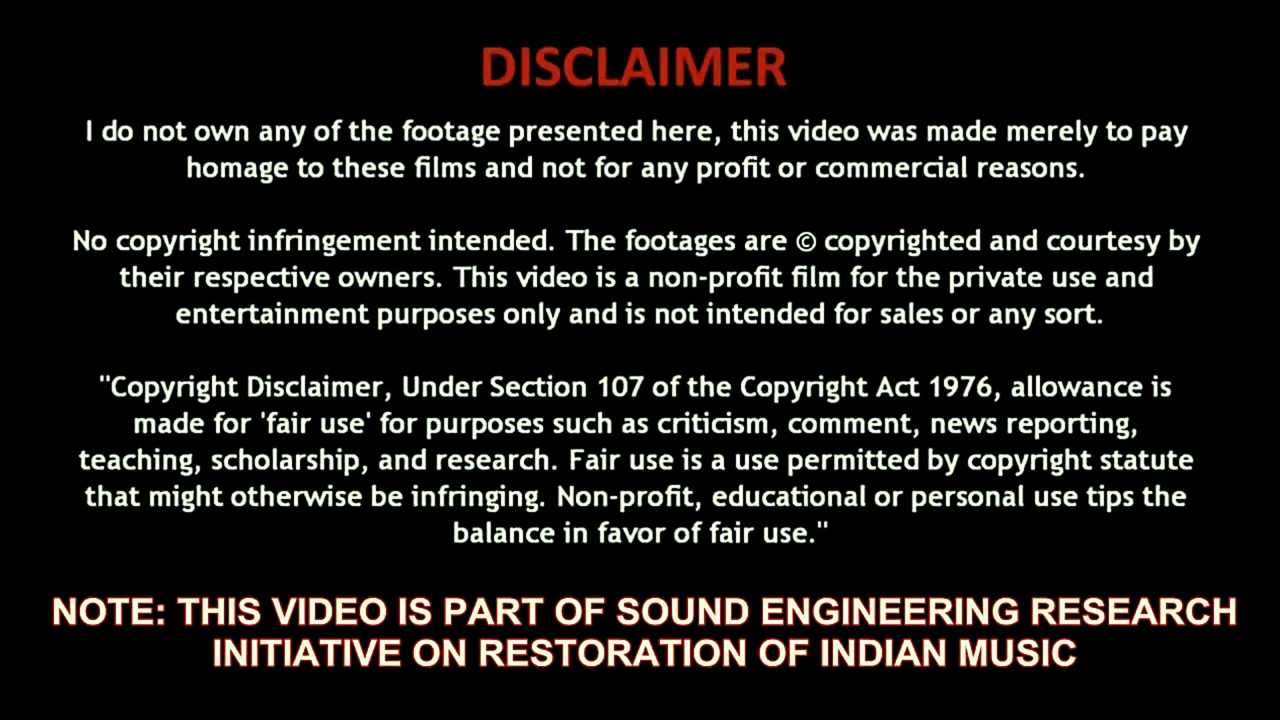 DISCLAIMER
I do not own any of the footage presented here, this video was made merely to pay
homage to these films and not for any profit or commercial reasons.
No copyright infringement intended. The footages are © copyrighted and courtesy by
their respective owners. This video is a non-profit film for the private use and
entertainment purposes only and is not intended for sales or any sort.
"Copyright Disclaimer, Under Section 107 of the Copyright Act 1976, allowance is
made for 'fair use' for purposes such as criticism, comment, news reporting,
teaching, scholarship, and research. Fair use is a use permitted by copyright statute
that might otherwise be infringing. Non-profit, educational or personal use tips the
balance in favor of fair use."
NOTE: THIS VIDEO IS PART OF SOUND ENGINEERING RESEARCH
INITIATIVE ON RESTORATION OF INDIAN MUSIC